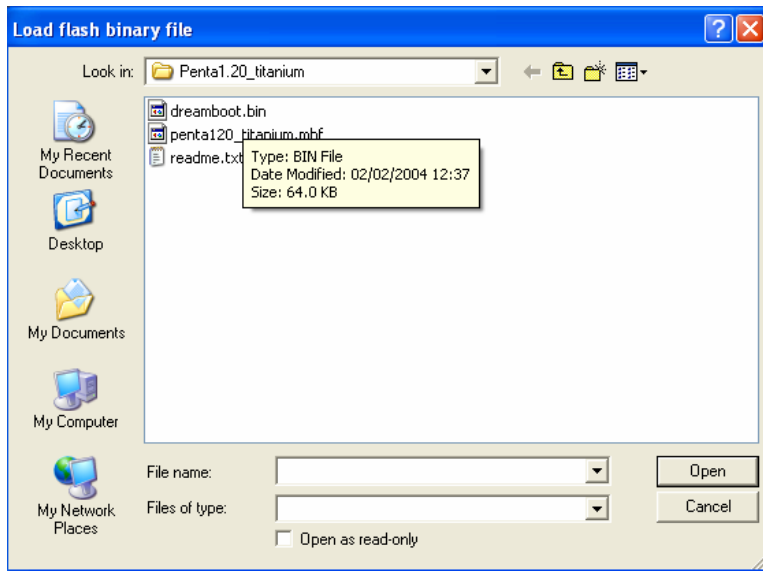 Load flash binary file
Look in:
Penta1.20_titanium
dreamboot.bin
penta120_titanium.mbf
readme.txt
Type: BIN File
Date Modified: 02/02/2004 12:37
Size: 64.0 KB
My Recent
Documents
Desktop
My Documents
My Computer
My Network
Places
File name:
Open
Files of type:
Cancel
Open as read-only